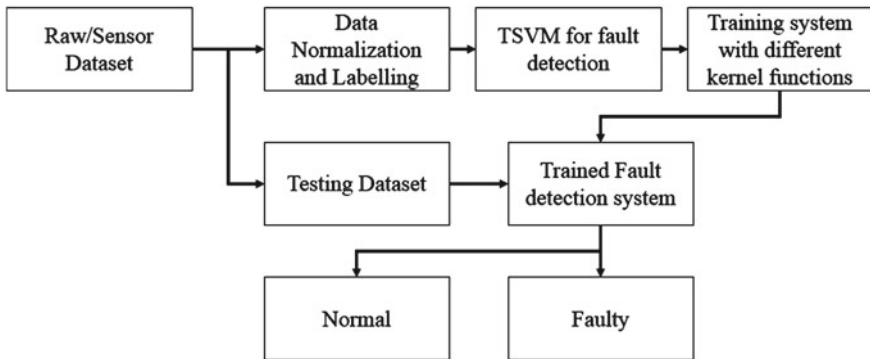 Raw/Sensor
Dataset
Data
Normalization
and Labelling
TSVM for fault
detection
Training system
with different
kernel functions
Testing Dataset
Trained Fault
detection system
Normal
Faulty